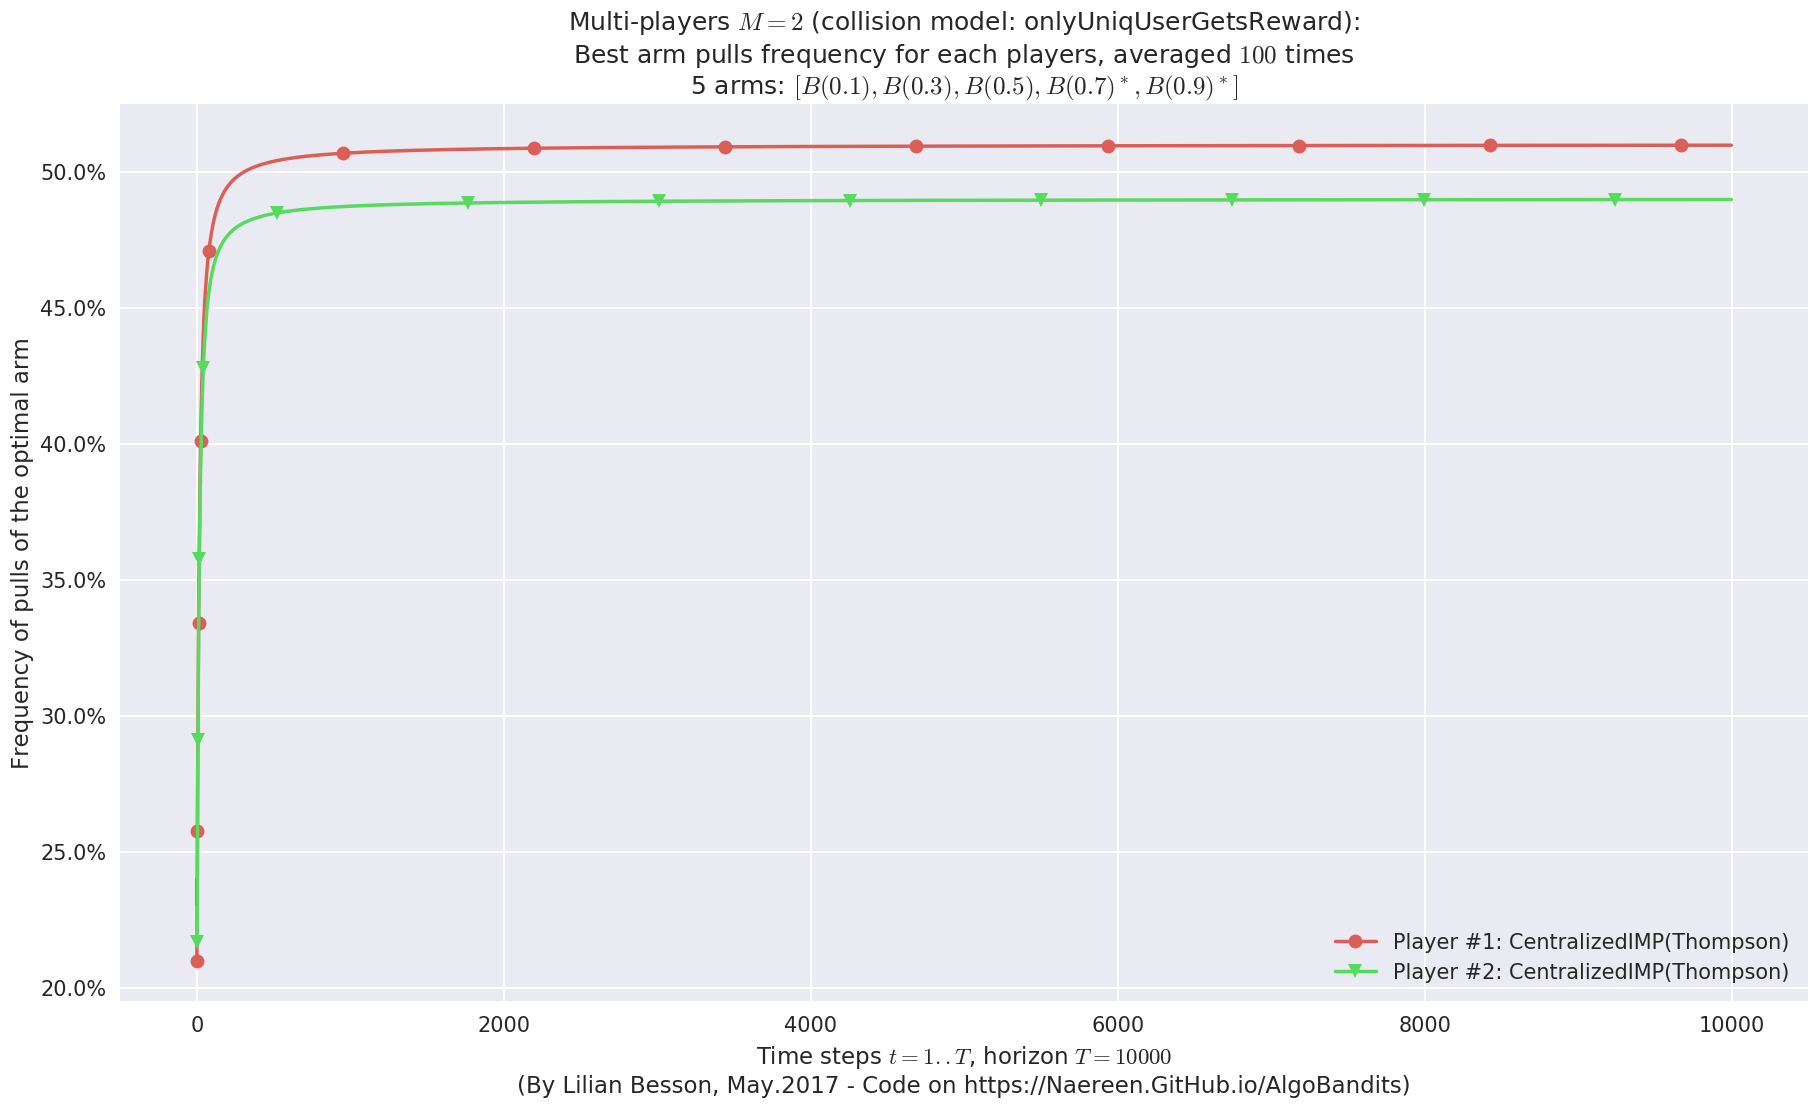 Multi-players M = 2 (collision model: onlyUniqUserGetsReward):
Best arm pulls frequency for each players, averaged 100 times
5 arms: [B(0.1), B(0.3), B(0.5), B(0.7)*, B(0.9)*]
Frequency of pulls of the optimal arm
50.0%
45.0%
40.0%
35.0%
30.0%
25.0%
20.0%
Player #1: CentralizedIMP(Thompson)
Player #2: CentralizedIMP(Thompson)
0 2000 4000 6000 8000 10000
Time steps t = 1..T, horizon T = 10000
(By Lilian Besson, May.2017 - Code on https://Naereen.GitHub.io/AlgoBandits)